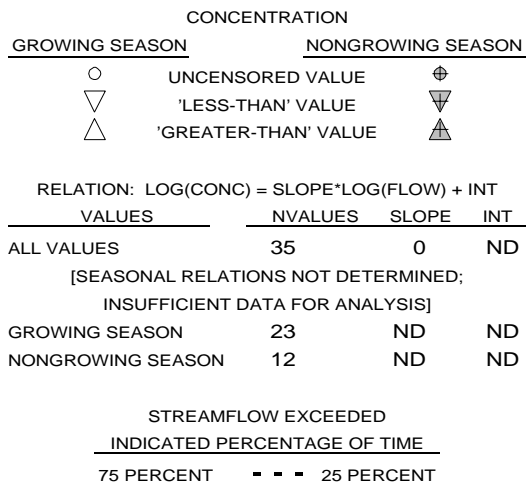 CONCENTRATION
GROWING SEASON NONGROWING SEASON
UNCENSORED VALUE
'LESS-THAN' VALUE
'GREATER-THAN' VALUE
RELATION: LOG(CONC) = SLOPE*LOG(FLOW) + INT
VALUES NVALUES SLOPE INT
ALL VALUES 35 0 ND
[SEASONAL RELATIONS NOT DETERMINED;
INSUFFICIENT DATA FOR ANALYSIS]
GROWING SEASON 23 ND ND
NONGROWING SEASON 12 ND ND
STREAMFLOW EXCEEDED
INDICATED PERCENTAGE OF TIME
75 PERCENT 25 PERCENT